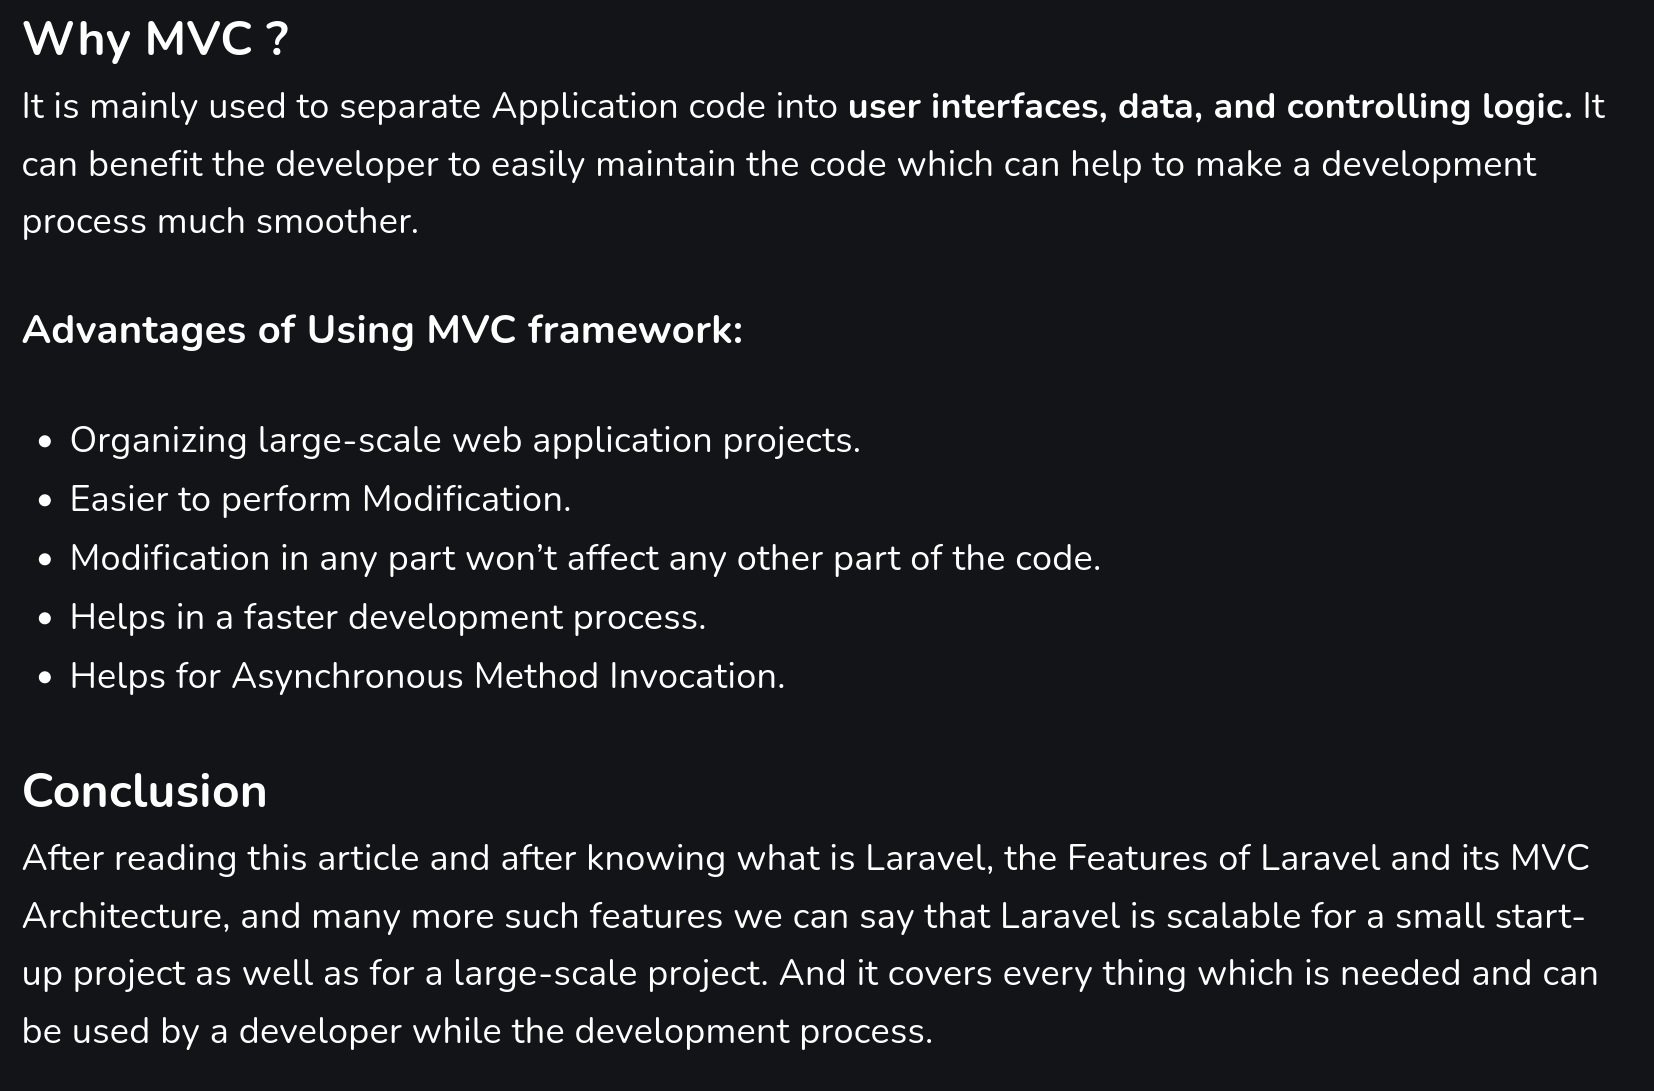 Why MVC ?
It is mainly used to separate Application code into user interfaces, data, and controlling logic. It
can benefit the developer to easily maintain the code which can help to make a development
process much smoother.
Advantages of Using MVC framework:
• Organizing large-scale web application projects.
• Easier to perform Modification.
• Modification in any part won’t affect any other part of the code.
• Helps in a faster development process.
• Helps for Asynchronous Method Invocation.
Conclusion
After reading this article and after knowing what is Laravel, the Features of Laravel and its MVC
Architecture, and many more such features we can say that Laravel is scalable for a small start-
up project as well as for a large-scale project. And it covers every thing which is needed and can
be used by a developer while the development process.